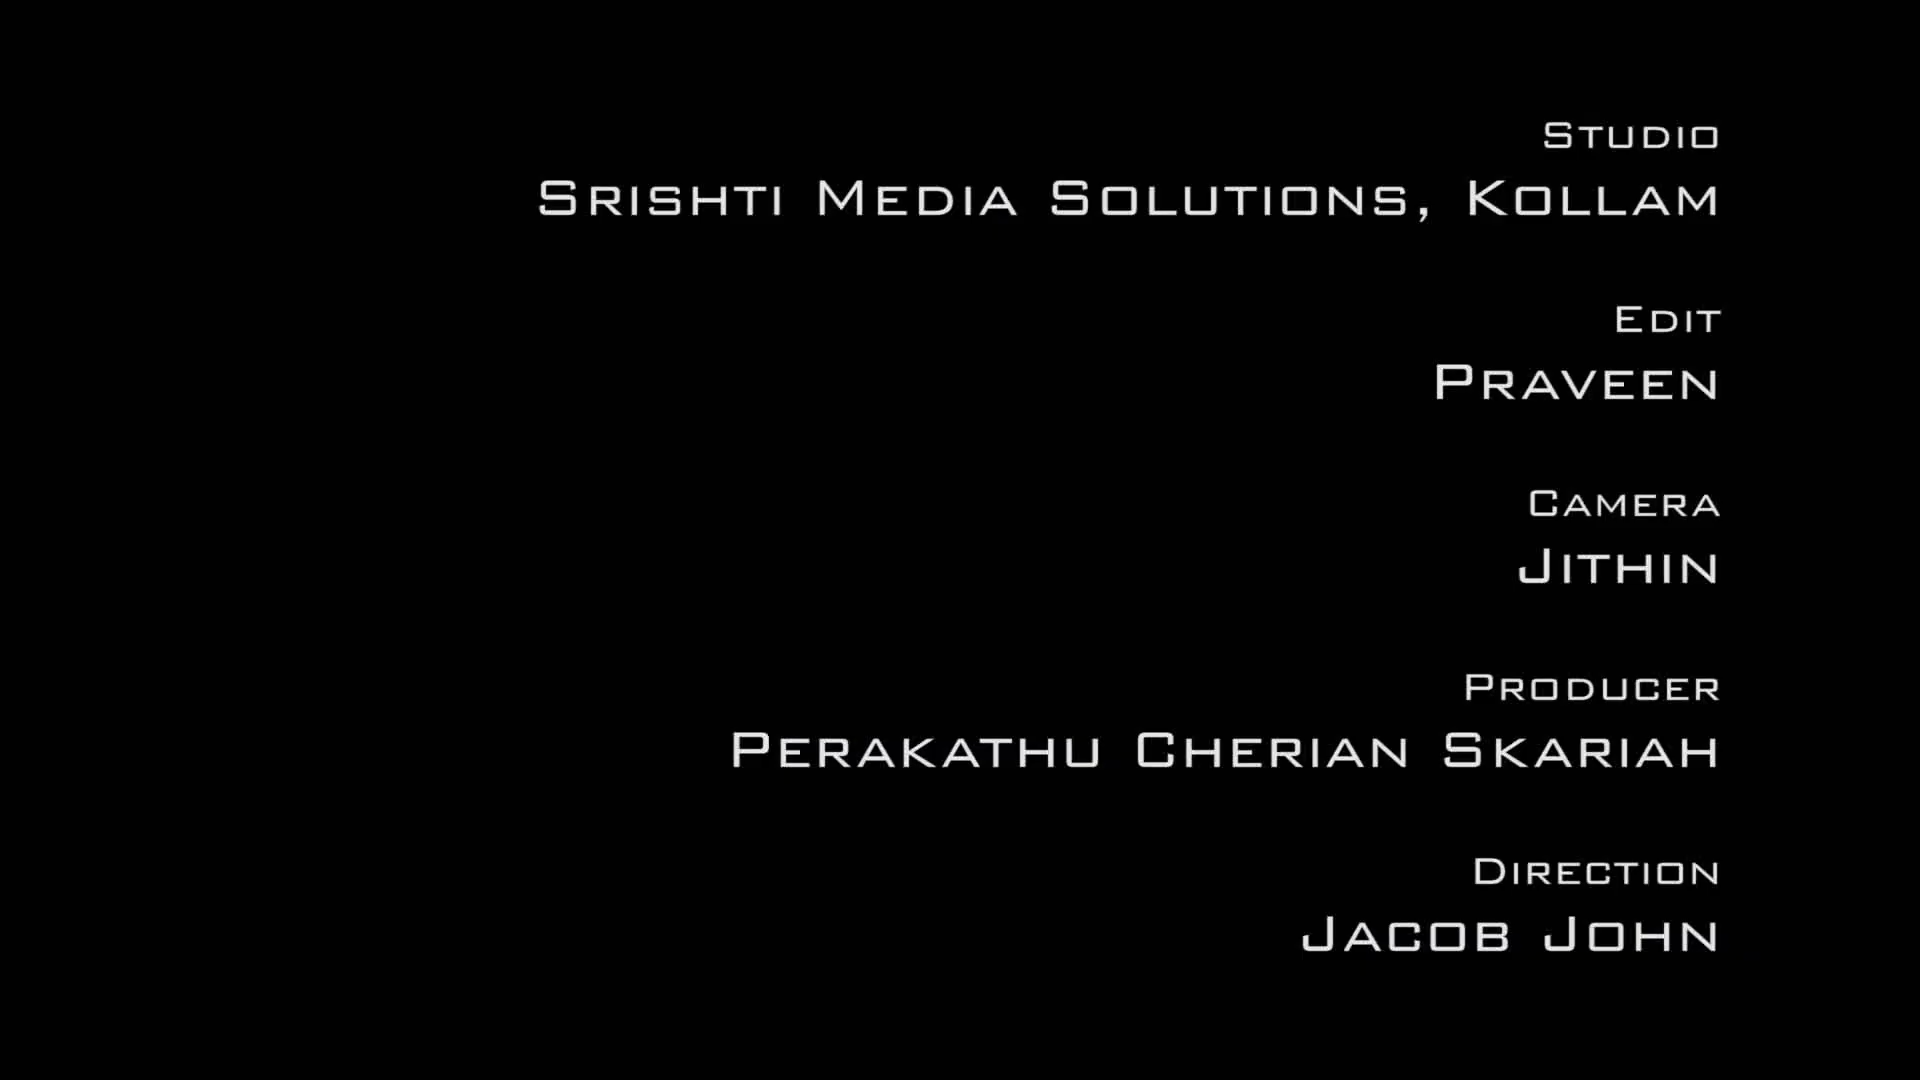 Studio
Srishti Media Solutions, Kollam
Edit
Praveen
Camera
Jithin
Producer
Perakathu Cherian Skariah
Direction
Jacob John